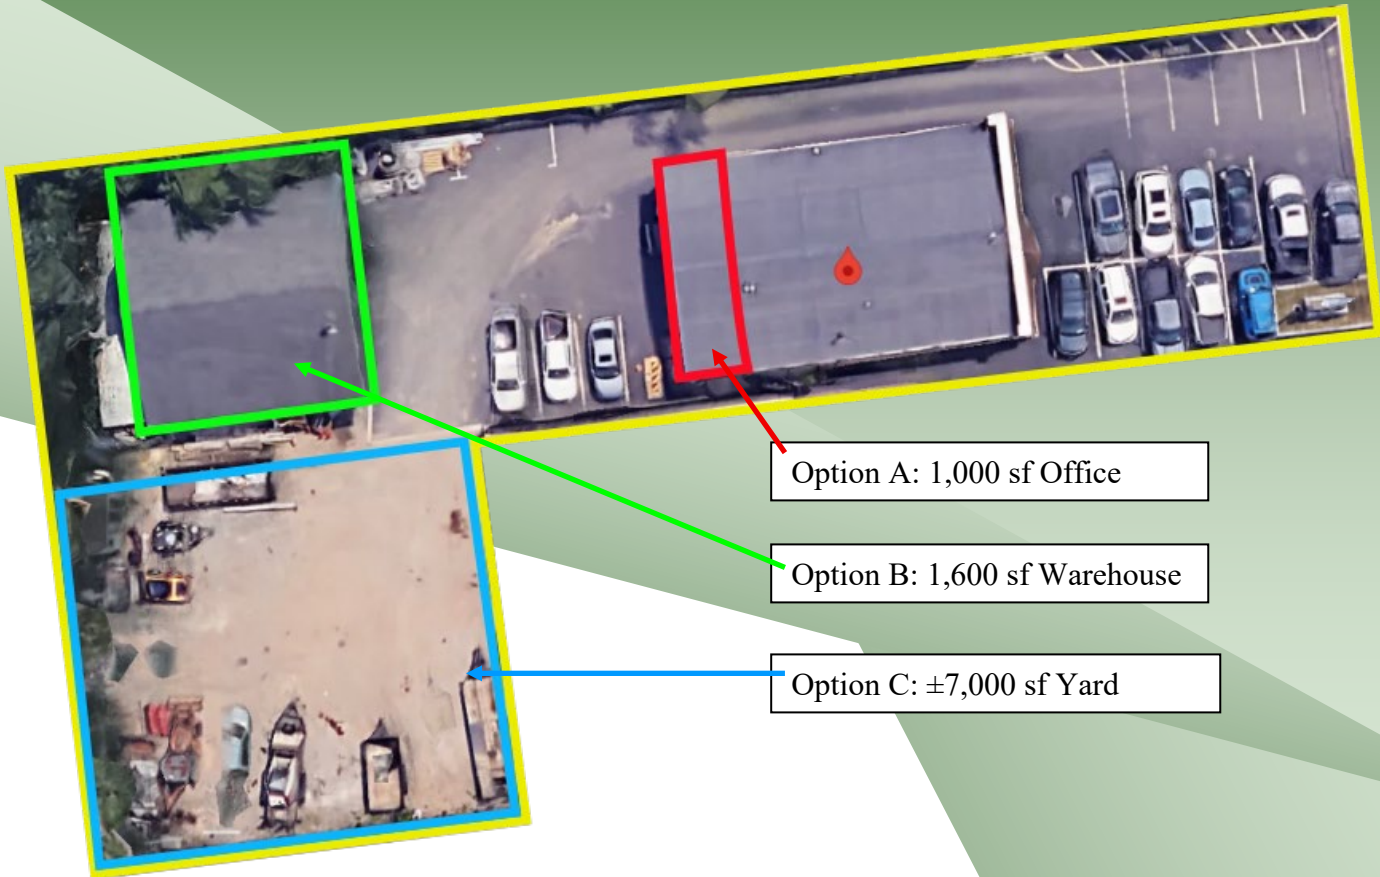 Option A: 1,000 sf Office
Option B: 1,600 sf Warehouse
Option C: ±7,000 sf Yard